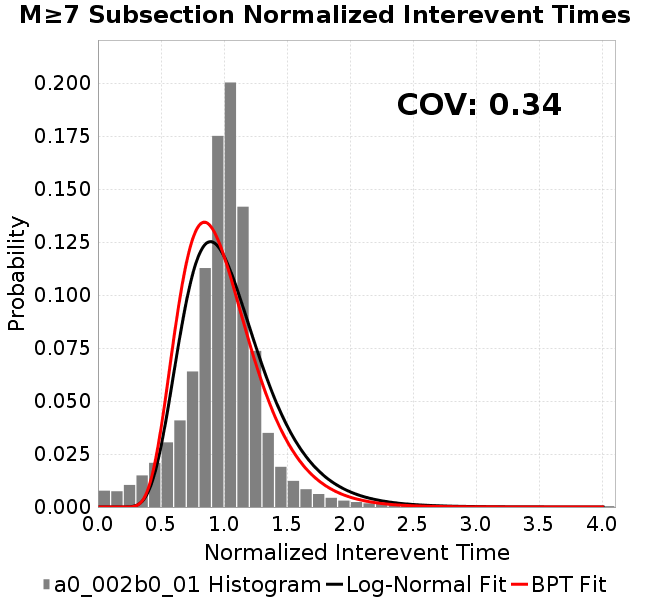 M≥7 Subsection Normalized Interevent Times
COV: 0.34
0.200
0.175
0.150
0.125
0.100
0.075
0.050
0.025
0.000
Probability
0.0 0.5 1.0 1.5 2.0 2.5 3.0 3.5 4.0
Normalized Interevent Time
a0_002b0_01 Histogram Log-Normal Fit BPT Fit